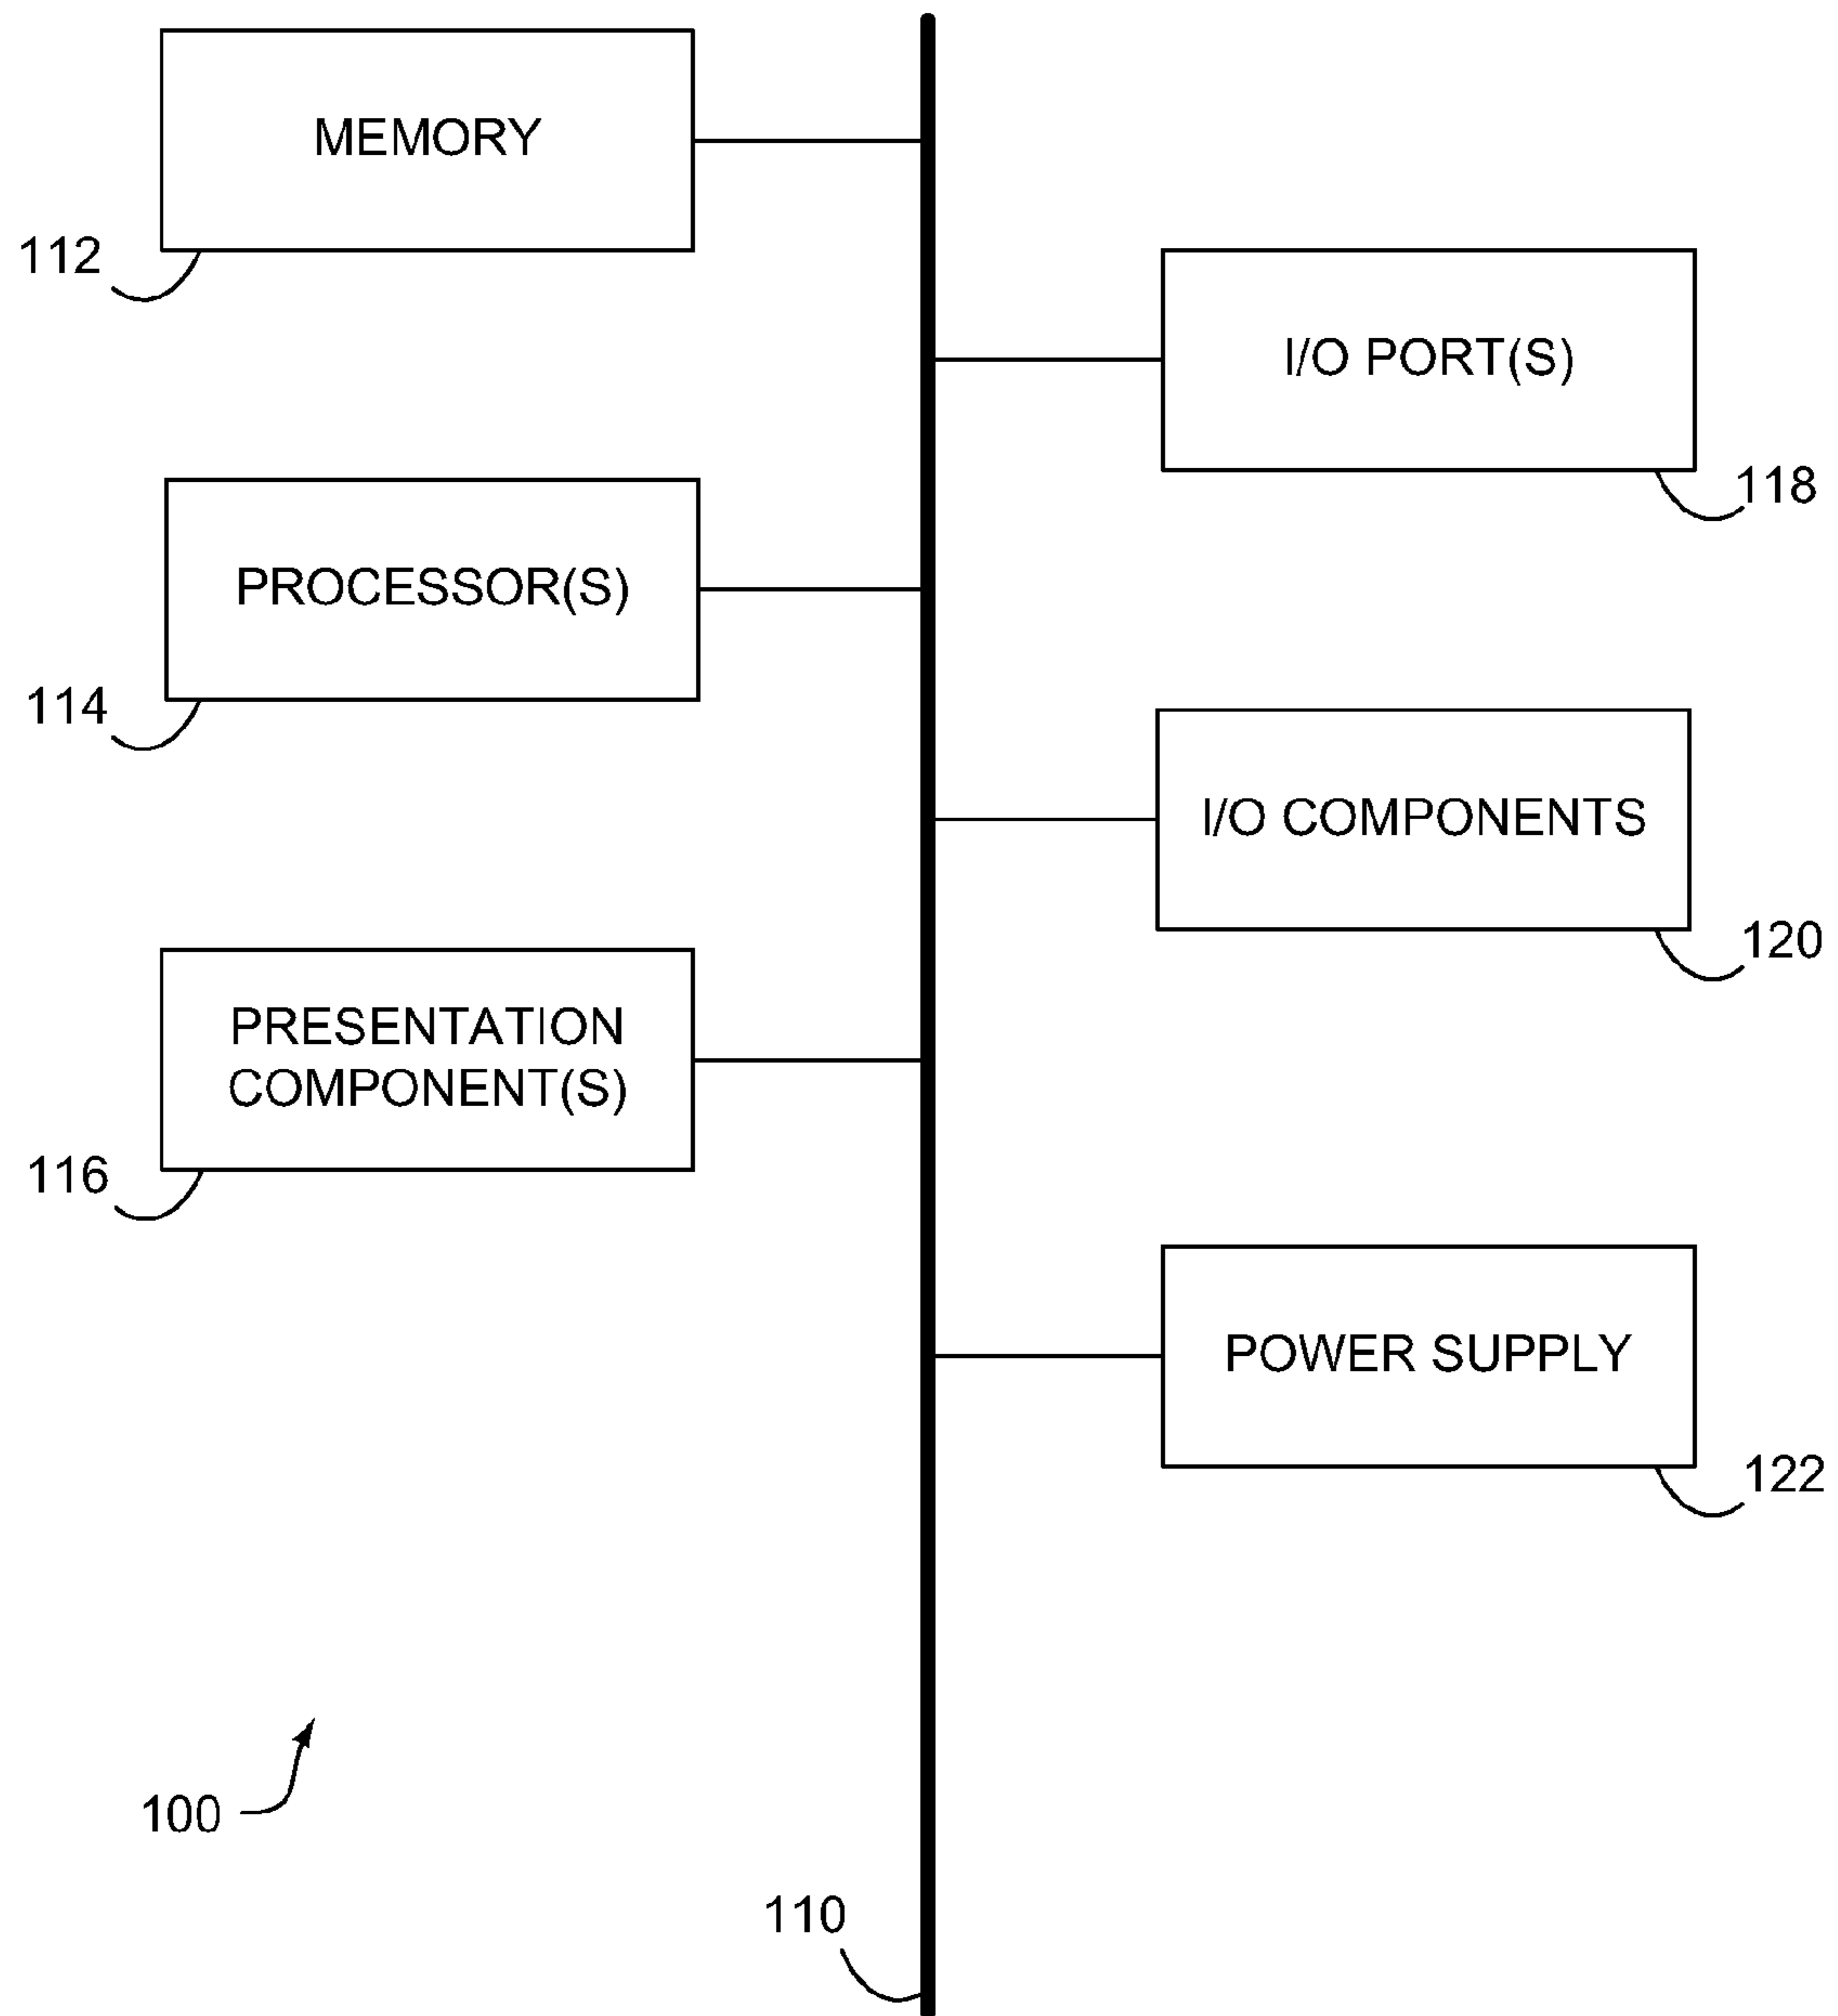 MEMORY
112
I/O PORT(S)
118
PROCESSOR(S)
114
I/O COMPONENTS
120
PRESENTATION
COMPONENT(S)
116
POWER SUPPLY
122
100
110